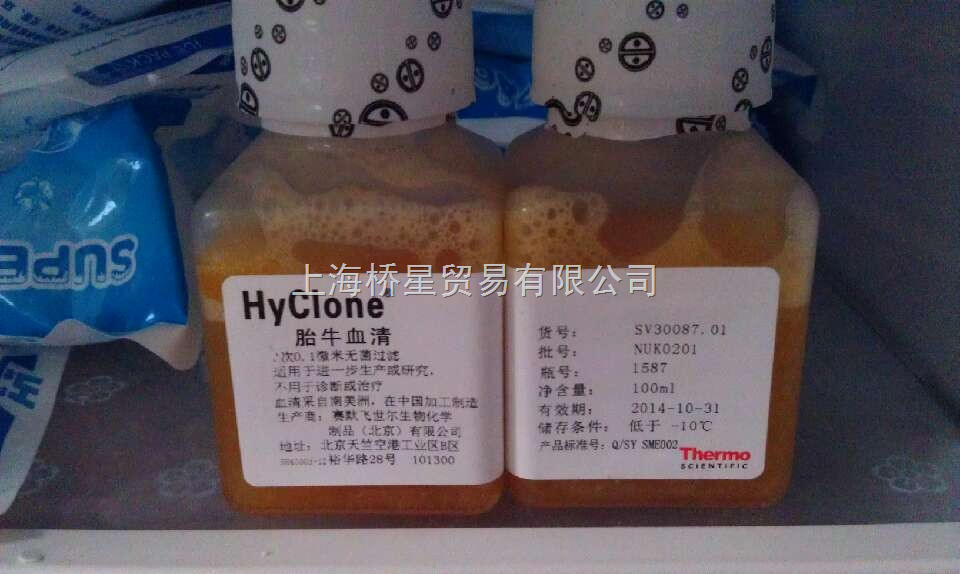 ICE PACK
SUPE
上海桥星贸易有限公司
HyClone
胎牛血清
次0.1微米无菌过滤
适用于进一步生产或研究,
不用于诊断或治疗
血清采自南美洲, 在中国加工制造
生产商: 赛默飞世尔生物化学
制品(北京)有限公司
地址: 北京天竺空港工业区B区
裕华路28号 101300
货号: SV30087.01
批号: NUK0201
瓶号: 1587
净含量: 100ml
有效期: 2014-10-31
储存条件: 低于 -10℃
产品标准号: Q/SY SME002
Thermo
SCIENTIFIC